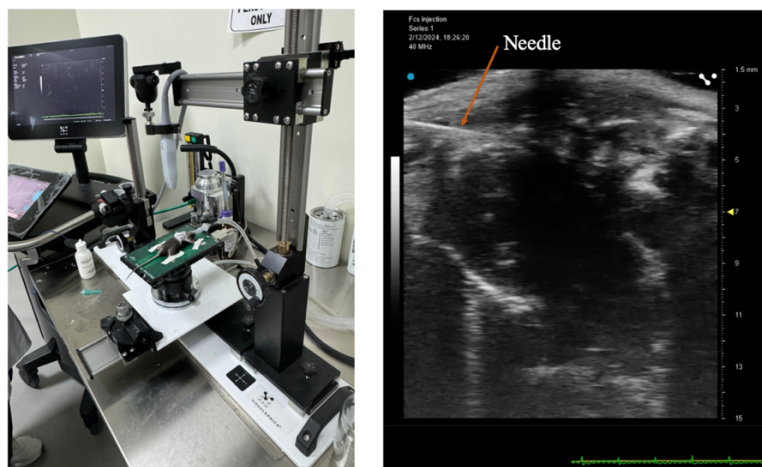 ONLY
VISUALSONICS
Fcs injection
Series 1
2/12/2024, 18:26:20
40 MHz
Needle
1.5 mm
3
5
7
9
11
13
15